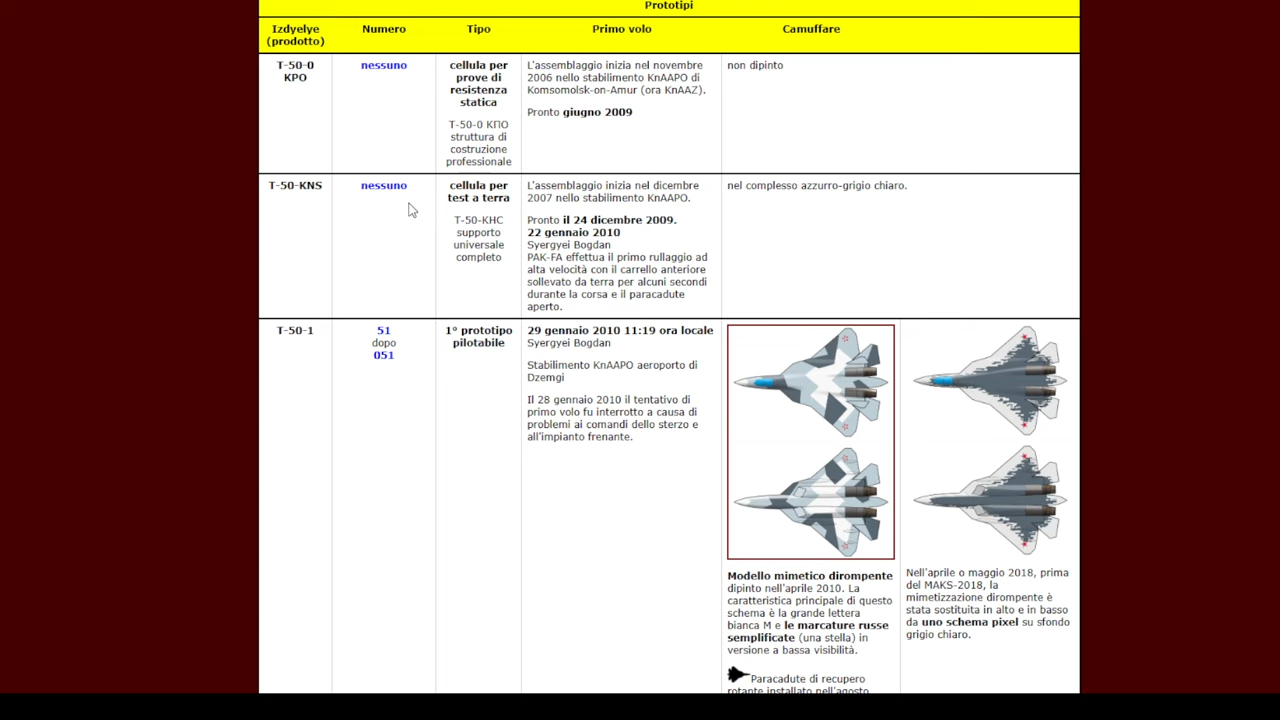 Prototipi
Izdyelye
(prodotto)
Numero
Tipo
Primo volo
Camuffare
T-50-0
KPO
nessuno
cellula per
prove di
resistenza
statica
T-50-0 КПО
struttura di
costruzione
professionale
L'assemblaggio inizia nel novembre
2006 nello stabilimento KnAAPO di
Komsomolsk-on-Amur (ora KnAAZ).
Pronto giugno 2009
non dipinto
T-50-KNS
nessuno
cellula per
test a terra
T-50-КНС
supporto
universale
completo
L'assemblaggio inizia nel dicembre
2007 nello stabilimento KnAAPO.
Pronto il 24 dicembre 2009.
22 gennaio 2010
Syergyei Bogdan
PAK-FA effettua il primo rullaggio ad
alta velocità con il carrello anteriore
sollevato da terra per alcuni secondi
durante la corsa e il paracadute
aperto.
nel complesso azzurro-grigio chiaro.
T-50-1
51
dopo
051
1° prototipo
pilotabile
29 gennaio 2010 11:19 ora locale
Syergyei Bogdan
Stabilimento KnAAPO aeroporto di
Dzemgi
Il 28 gennaio 2010 il tentativo di
primo volo fu interrotto a causa di
problemi ai comandi dello sterzo e
all'impianto frenante.
Modello mimetico dirompente
dipinto nell'aprile 2010. La
caratteristica principale di questo
schema è la grande lettera
bianca M e le marcature russe
semplificate (una stella) in
versione a bassa visibilità.
Paracadute di recupero
rotante installato nell'agosto
Nell'aprile o maggio 2018, prima
del MAKS-2018, la
mimetizzazione dirompente è
stata sostituita in alto e in basso
da uno schema pixel su sfondo
grigio chiaro.